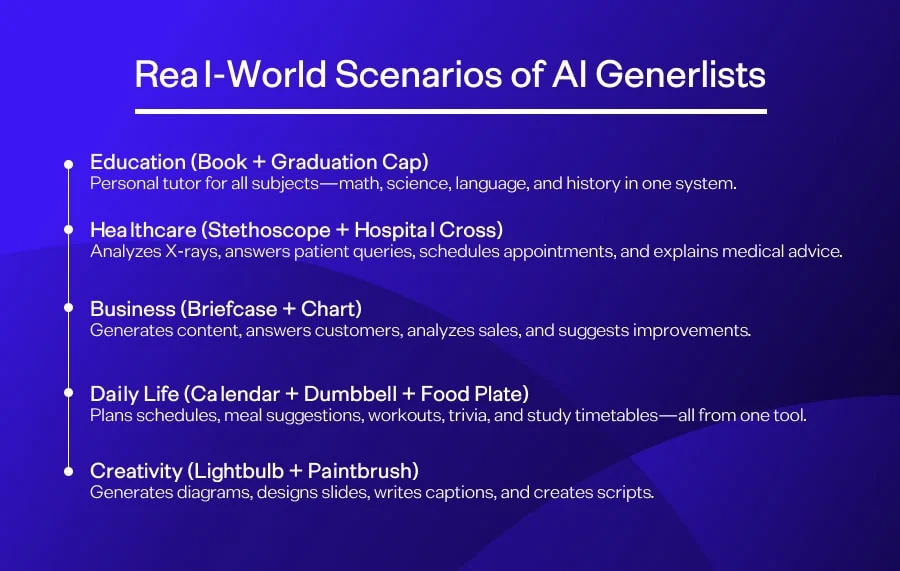 Real-World Scenarios of AI Generlists
Education (Book + Graduation Cap)
Personal tutor for all subjects—math, science, language, and history in one system.
Healthcare (Stethoscope + Hospital Cross)
Analyzes X-rays, answers patient queries, schedules appointments, and explains medical advice.
Business (Briefcase + Chart)
Generates content, answers customers, analyzes sales, and suggests improvements.
Daily Life (Calendar + Dumbbell + Food Plate)
Plans schedules, meal suggestions, workouts, trivia, and study timetables—all from one tool.
Creativity (Lightbulb + Paintbrush)
Generates diagrams, designs slides, writes captions, and creates scripts.